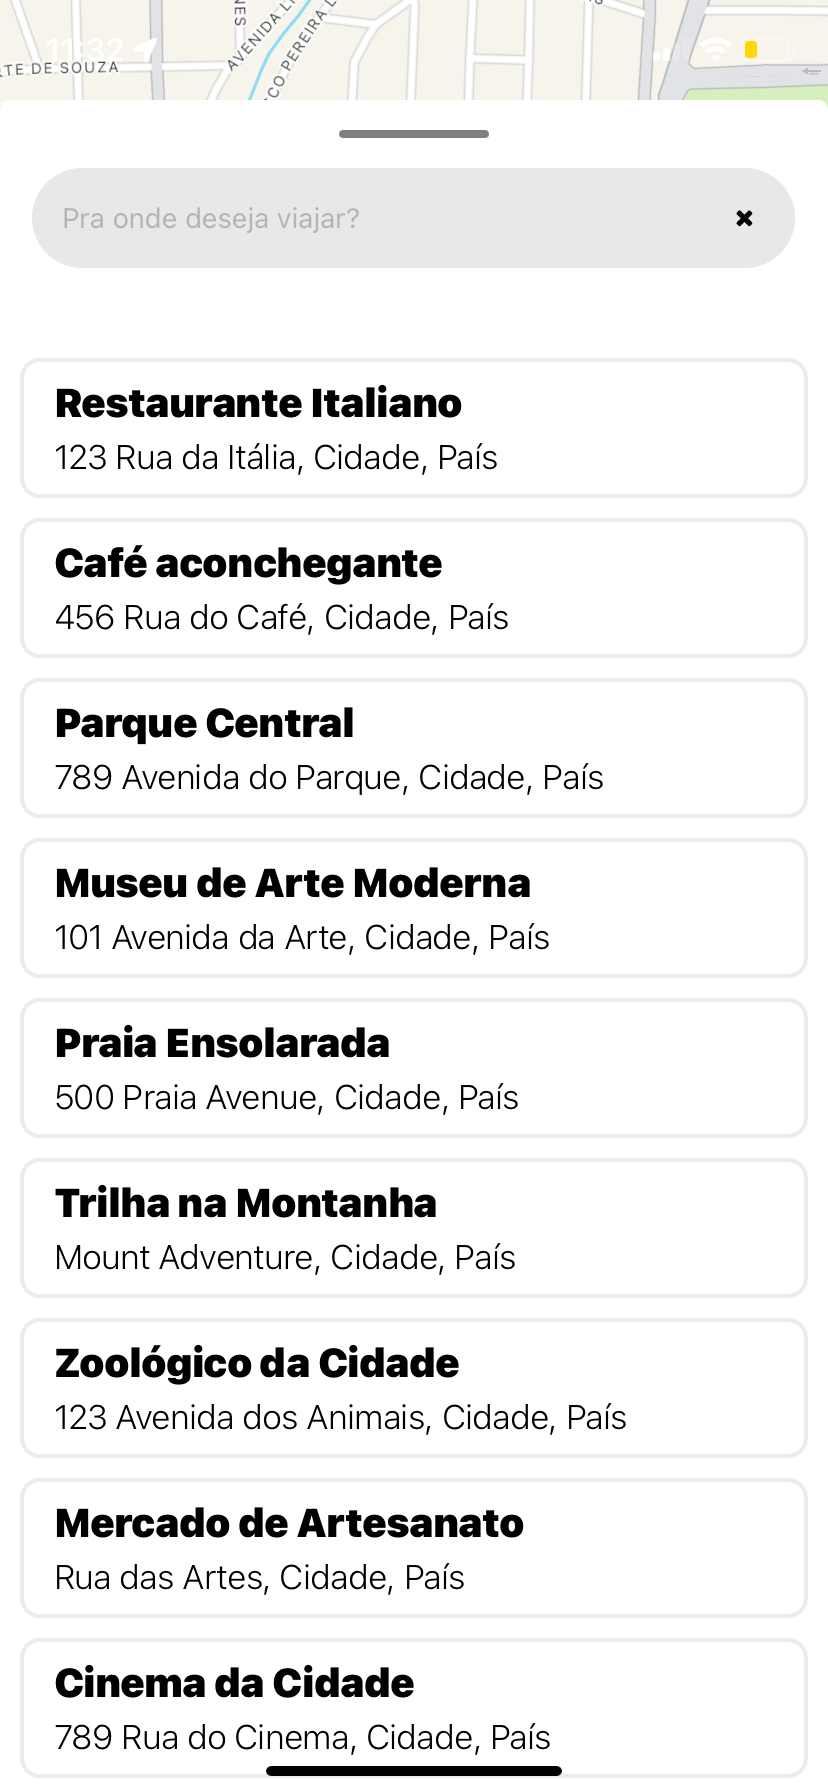 NES
AVENIDA L
11:32
RTE DE SOUZA
CO PEREIRA L
Pra onde deseja viajar?
Restaurante Italiano
123 Rua da Itália, Cidade, País
Café aconchegante
456 Rua do Café, Cidade, País
Parque Central
789 Avenida do Parque, Cidade, País
Museu de Arte Moderna
101 Avenida da Arte, Cidade, País
Praia Ensolarada
500 Praia Avenue, Cidade, País
Trilha na Montanha
Mount Adventure, Cidade, País
Zoológico da Cidade
123 Avenida dos Animais, Cidade, País
Mercado de Artesanato
Rua das Artes, Cidade, País
Cinema da Cidade
789 Rua do Cinema, Cidade, País